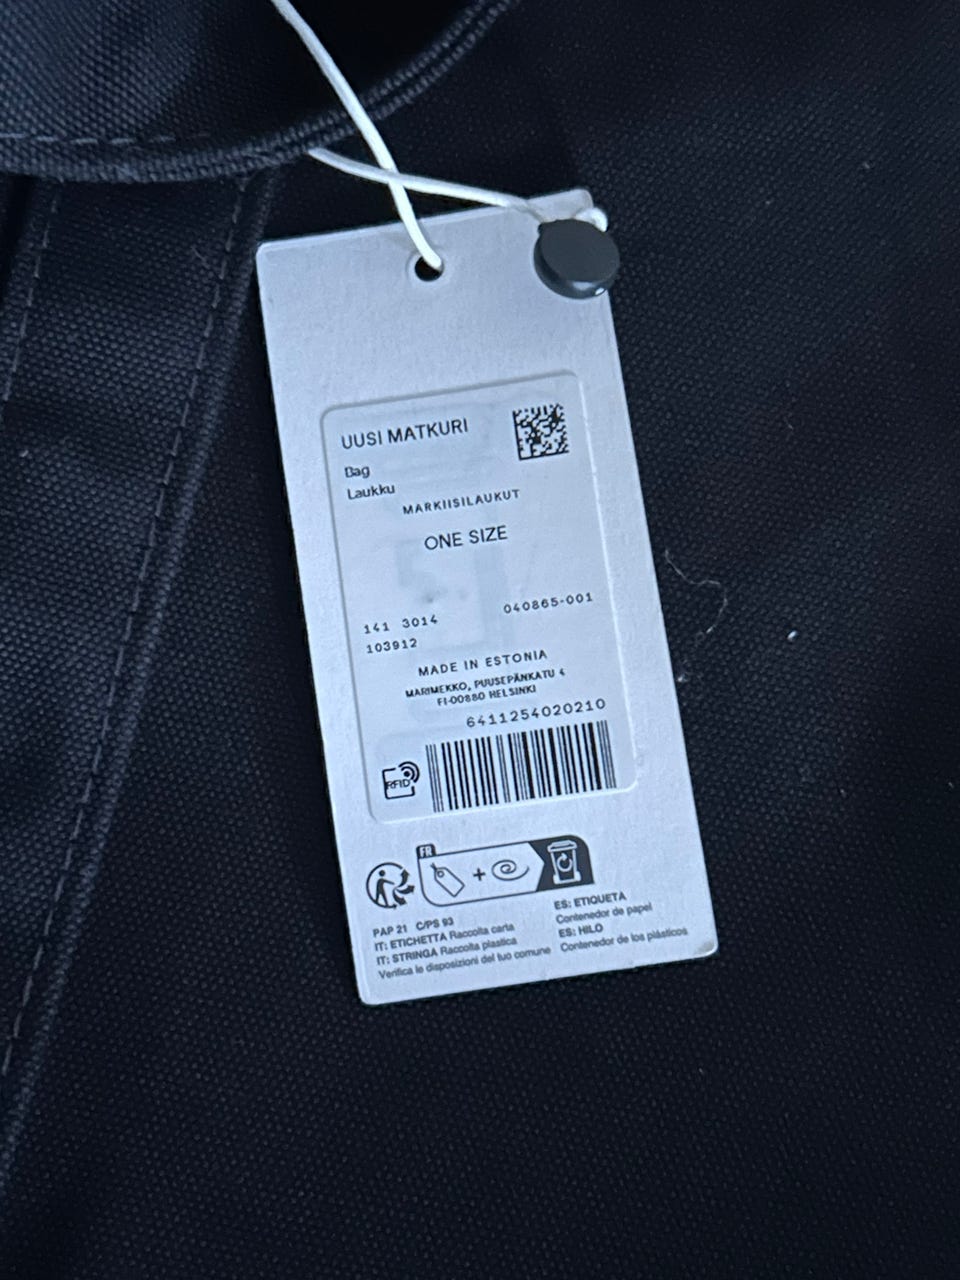 UUSI MATKURI
Bag
Laukku
MARKIISILAUKUT
ONE SIZE
141 3014 040865-001
103912
MADE IN ESTONIA
MARIMEKKO, PUUSEPÄNKATU 4
FI-00880 HELSINKI
6411254020210
RFID
FR
+
PAP 21 C/PS 93
IT: ETICHETTA Raccolta carta
IT: STRINGA Raccolta plastica
Verifica le disposizioni del tuo comune
ES: ETIQUETA
Contenedor de papel
ES: HILO
Contenedor de los plásticos